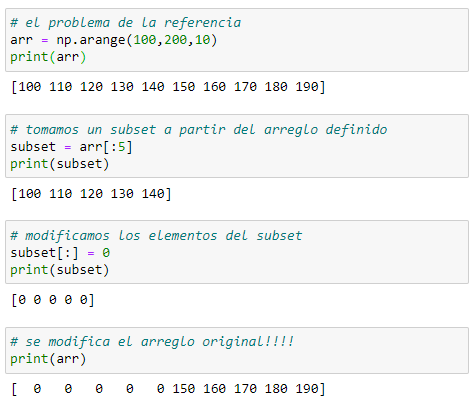 # el problema de la referencia
arr = np.arange(100,200,10)
print(arr)
[100 110 120 130 140 150 160 170 180 190]
# tomamos un subset a partir del arreglo definido
subset = arr[:5]
print(subset)
[100 110 120 130 140]
# modificamos los elementos del subset
subset[:] = 0
print(subset)
[0 0 0 0 0]
# se modifica el arreglo original!!!!
print(arr)
[  0   0   0   0   0 150 160 170 180 190]